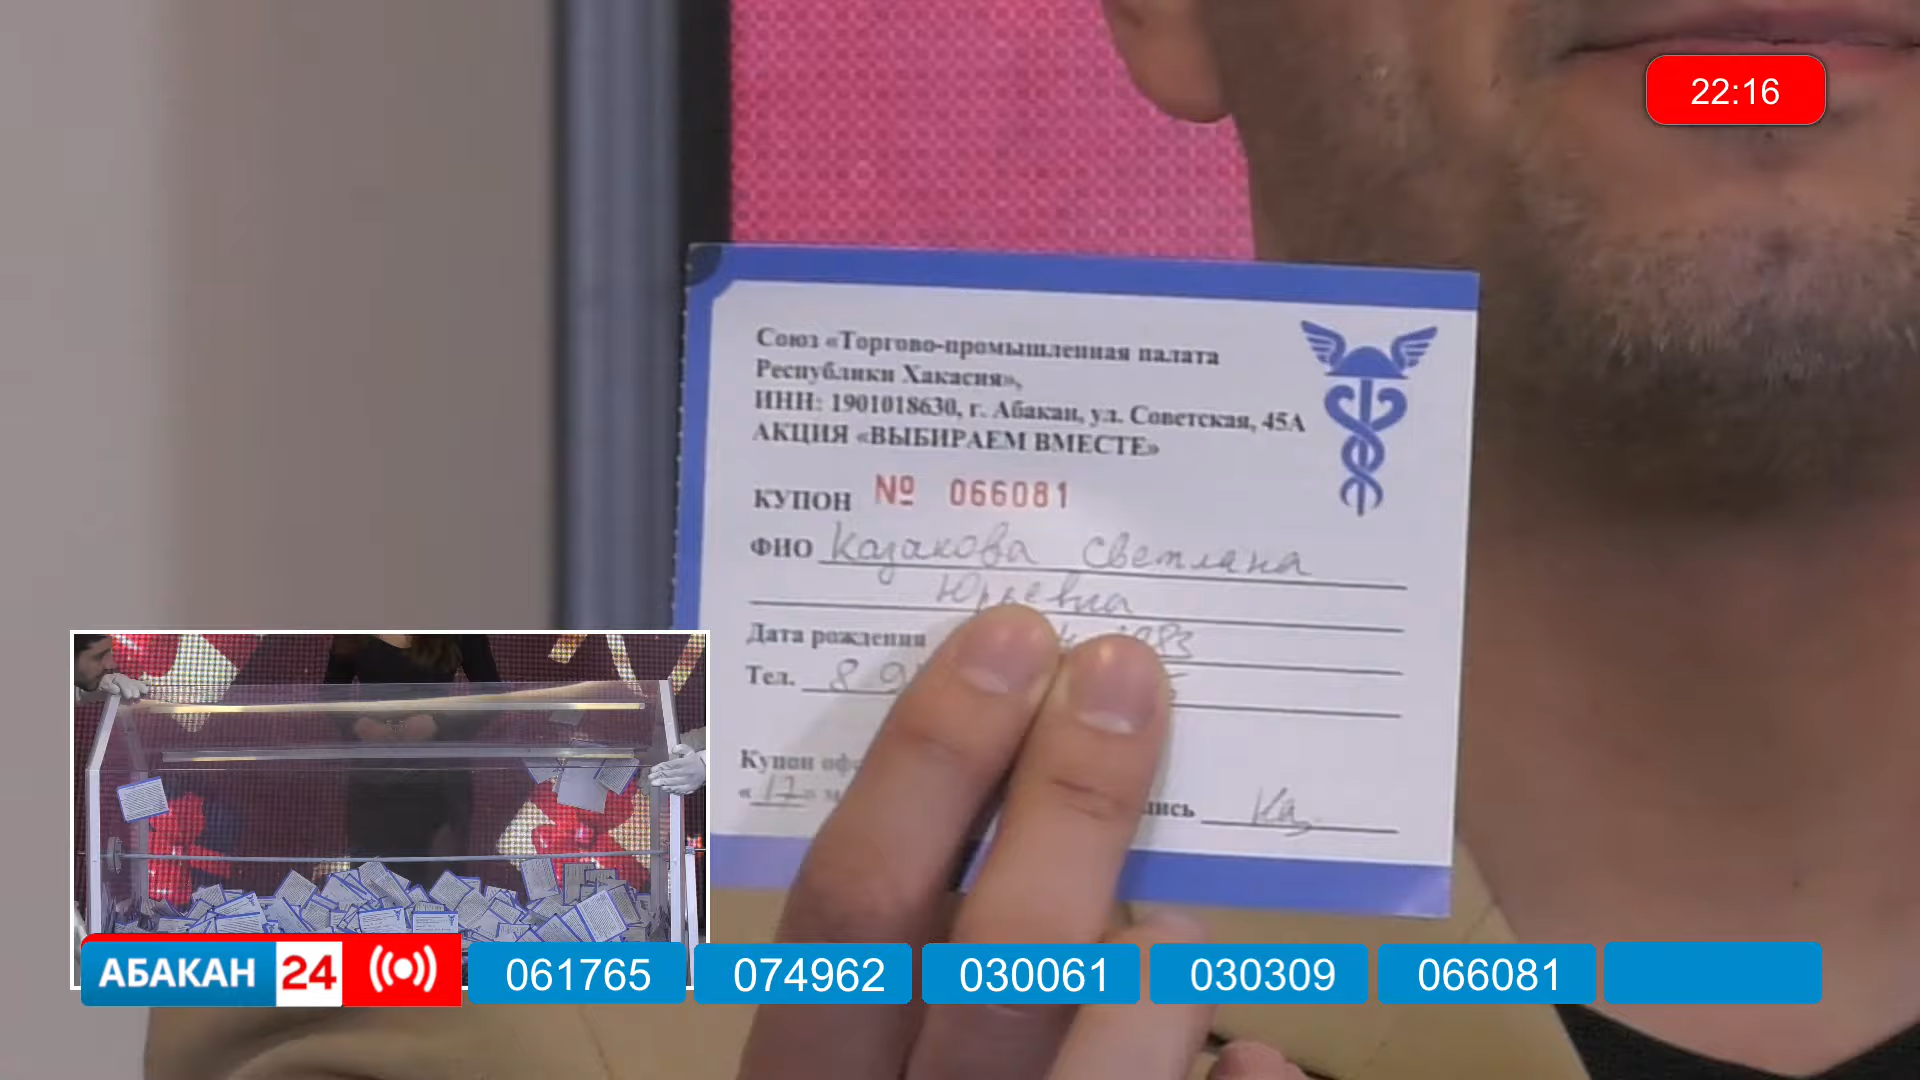 22:16
Союз «Торгово-промышленная палата
Республики Хакасия»,
ИНН: 1901018630, г. Абакан, ул. Советская, 45А
АКЦИЯ «ВЫБИРАЕМ ВМЕСТЕ»
КУПОН № 066081
ФИО Казакова Светлана
Юрьевна
Дата рождения 1983
Тел. 8 9
Купон
«17»
Ка
АБАКАН 24 061765 074962 030061 030309 066081